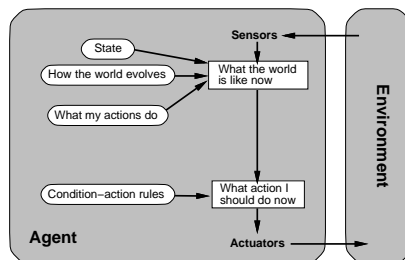 Sensors
State
How the world evolves
What the world
is like now
What my actions do
Condition−action rules
What action I
should do now
Agent
Actuators
Environment